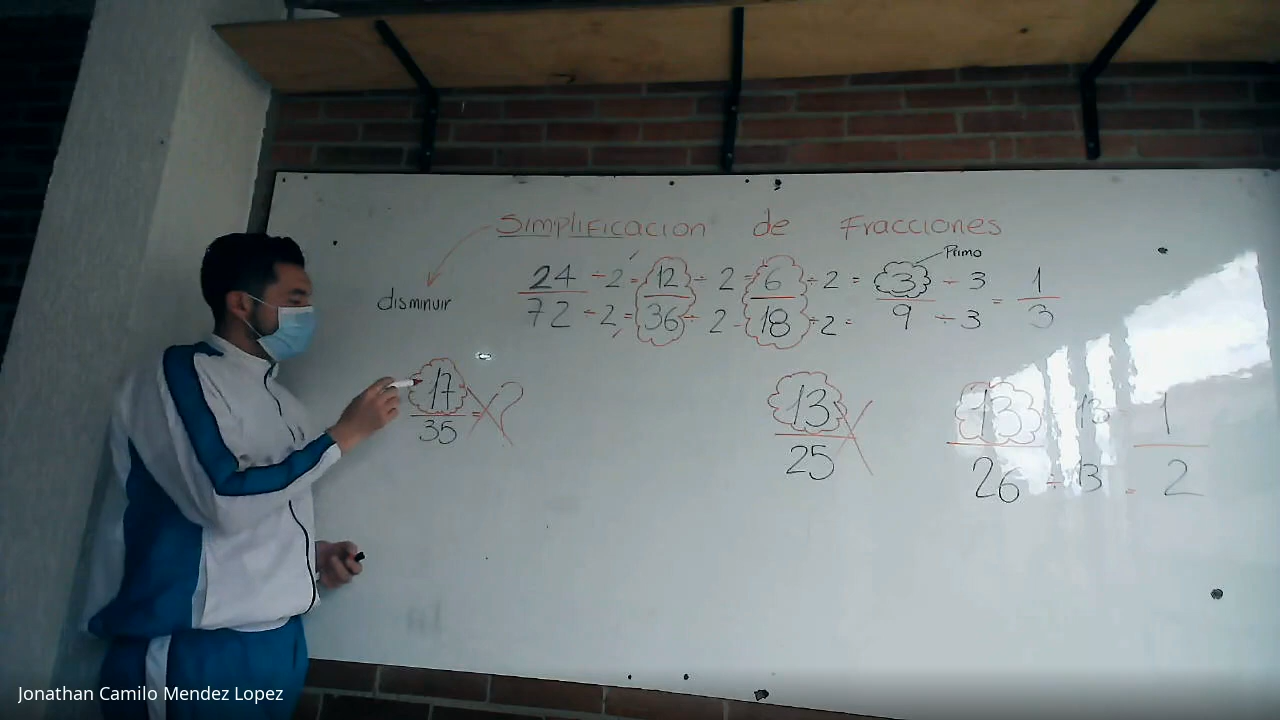 Simplificacion de Fracciones
Primo
disminuir
24 ÷ 2 = 12 ÷ 2 = 6 ÷ 2 = 3 ÷ 3 = 1
72 ÷ 2 = 36 ÷ 2 = 18 ÷ 2 = 9 ÷ 3 3
17 X ?
35
13 X
25
13 ÷ 13 1
26 ÷ 13 = 2
Jonathan Camilo Mendez Lopez